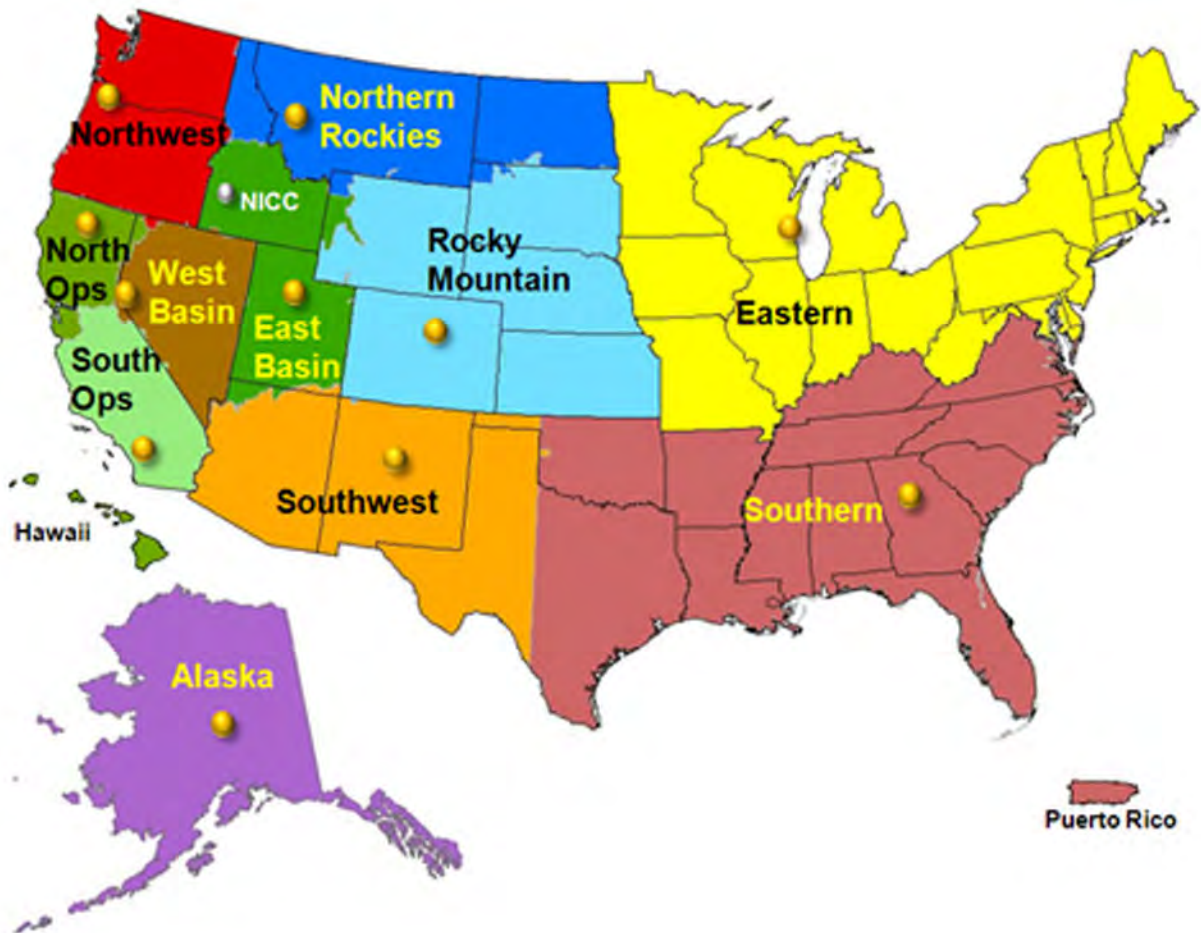 Northern
Rockies
Northwest
NICC
North
Ops
West
Basin
Rocky
Mountain
East
Basin
Eastern
South
Ops
Southwest
Southern
Hawaii
Alaska
Puerto Rico